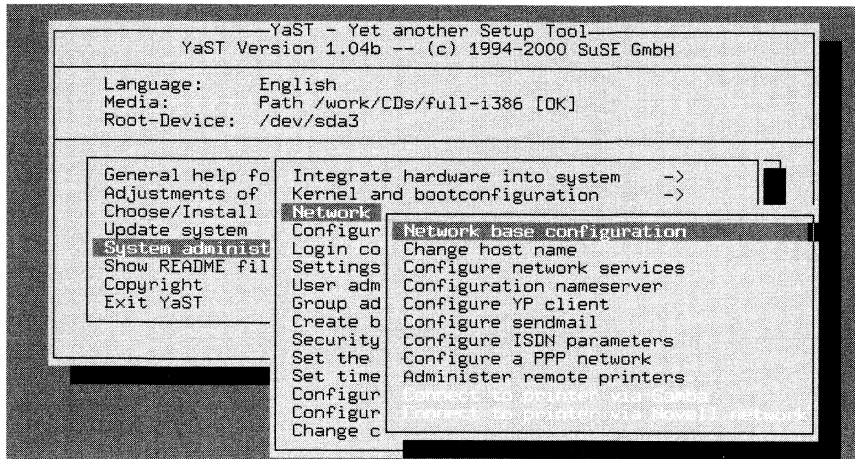 YaST - Yet another Setup Tool
YaST Version 1.04b -- (c) 1994-2000 SuSE GmbH
Language: English
Media: Path /work/CDs/full-i386 [OK]
Root-Device: /dev/sda3
General help fo
Adjustments of
Choose/Install
Update system
System administ
Show README fil
Copyright
Exit YaST
Integrate hardware into system ->
Kernel and bootconfiguration ->
Network
Configur
Login co
Settings
User adm
Group ad
Create b
Security
Set the
Set time
Configur
Configur
Change c
Network base configuration
Change host name
Configure network services
Configuration nameserver
Configure YP client
Configure sendmail
Configure ISDN parameters
Configure a PPP network
Administer remote printers
Connect to printer via Samba
Connect to printer via Novell network